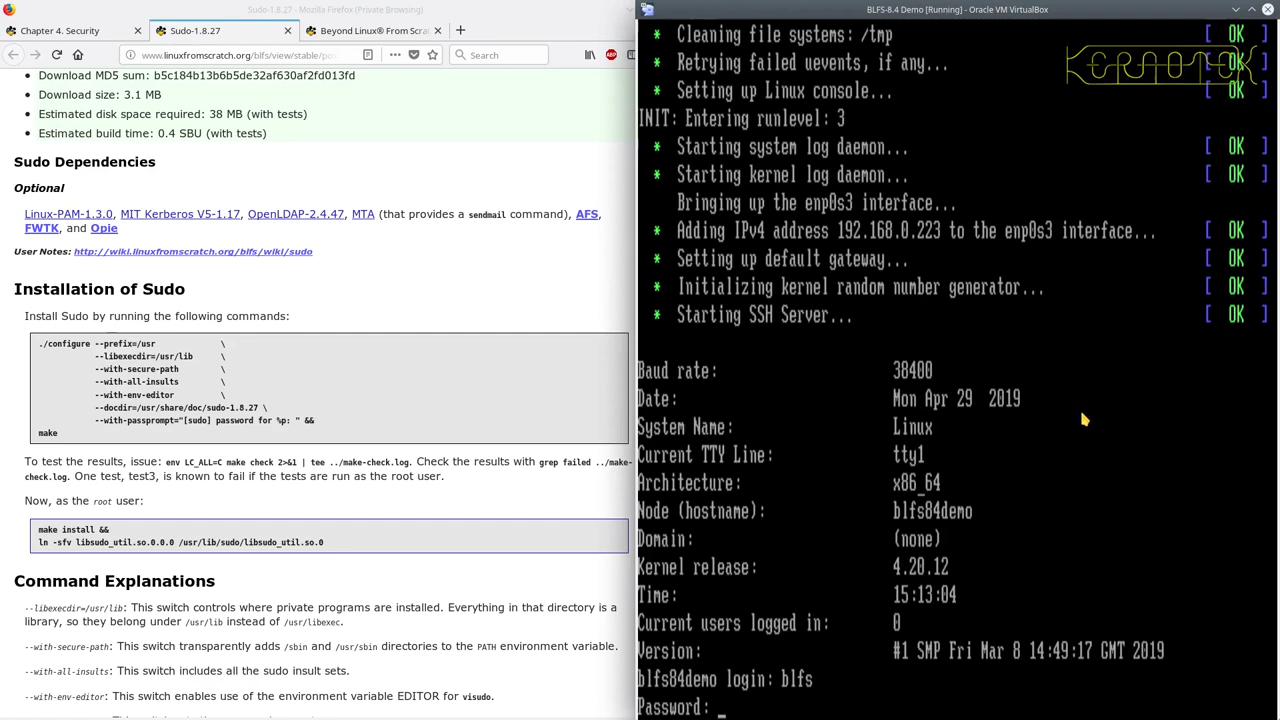 Sudo-1.8.27 - Mozilla Firefox (Private Browsing)
Chapter 4. Security
Sudo-1.8.27
Beyond Linux® From Scratch
www.linuxfromscratch.org/blfs/view/stable/pos
Search
ABP
Download MD5 sum: b5c184b13b6b5de32af630af2fd013fd
Download size: 3.1 MB
Estimated disk space required: 38 MB (with tests)
Estimated build time: 0.4 SBU (with tests)
Sudo Dependencies
Optional
Linux-PAM-1.3.0, MIT Kerberos V5-1.17, OpenLDAP-2.4.47, MTA (that provides a sendmail command), AFS,
FWTK, and Opie
User Notes: http://wiki.linuxfromscratch.org/blfs/wiki/sudo
Installation of Sudo
Install Sudo by running the following commands:
./configure --prefix=/usr \
--libexecdir=/usr/lib \
--with-secure-path \
--with-all-insults \
--with-env-editor \
--docdir=/usr/share/doc/sudo-1.8.27 \
--with-passprompt="[sudo] password for %p: " &&
make
To test the results, issue: env LC_ALL=C make check 2>&1 | tee ../make-check.log. Check the results with grep failed ../make-
check.log. One test, test3, is known to fail if the tests are run as the root user.
Now, as the root user:
make install &&
ln -sfv libsudo_util.so.0.0.0 /usr/lib/sudo/libsudo_util.so.0
Command Explanations
--libexecdir=/usr/lib: This switch controls where private programs are installed. Everything in that directory is a
library, so they belong under /usr/lib instead of /usr/libexec.
--with-secure-path: This switch transparently adds /sbin and /usr/sbin directories to the PATH environment variable.
--with-all-insults: This switch includes all the sudo insult sets.
--with-env-editor: This switch enables use of the environment variable EDITOR for visudo.
BLFS-8.4 Demo [Running] - Oracle VM VirtualBox
* Cleaning file systems: /tmp [ OK ]
* Retrying failed uevents, if any... [ OK ]
* Setting up Linux console... [ OK ]
INIT: Entering runlevel: 3
* Starting system log daemon... [ OK ]
* Starting kernel log daemon... [ OK ]
Bringing up the enp0s3 interface...
* Adding IPv4 address 192.168.0.223 to the enp0s3 interface... [ OK ]
* Setting up default gateway... [ OK ]
* Initializing kernel random number generator... [ OK ]
* Starting SSH Server... [ OK ]
Baud rate: 38400
Date: Mon Apr 29 2019
System Name: Linux
Current TTY Line: tty1
Architecture: x86_64
Node (hostname): blfs84demo
Domain: (none)
Kernel release: 4.20.12
Time: 15:13:04
Current users logged in: 0
Version: #1 SMP Fri Mar 8 14:49:17 GMT 2019
blfs84demo login: blfs
Password: _